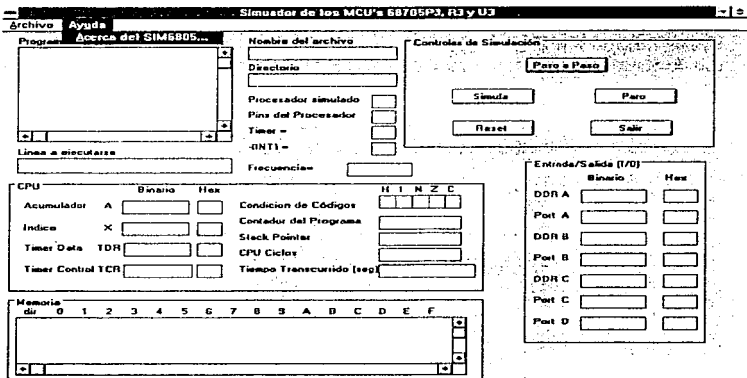 Simuador de los MCU's 68705P3, R3 y U3
Archivo Ayuda
Acerca del SIM6805...
Program
Nombre del archivo
Directorio
Procesador simulado
Pins del Procesador
Timer =
-INT1 =
Frecuencia=
Linea a ejecutarse
Controles de Simulación
Paro a Paso
Simula Paro
Reset Salir
CPU
Binario Hex
Acumulador A
Indice X
Timer Data TDR
Timer Control TCR
H I N Z C
Condicion de Códigos
Contador del Programa
Stack Pointer
CPU Ciclos
Tiempo Transcurrido (seg)
Entrada/Salida (I/O)
Binario Hex
DDR A
Port A
DDR B
Port B
DDR C
Port C
Port D
Memoria
dir 0 1 2 3 4 5 6 7 8 9 A B C D E F